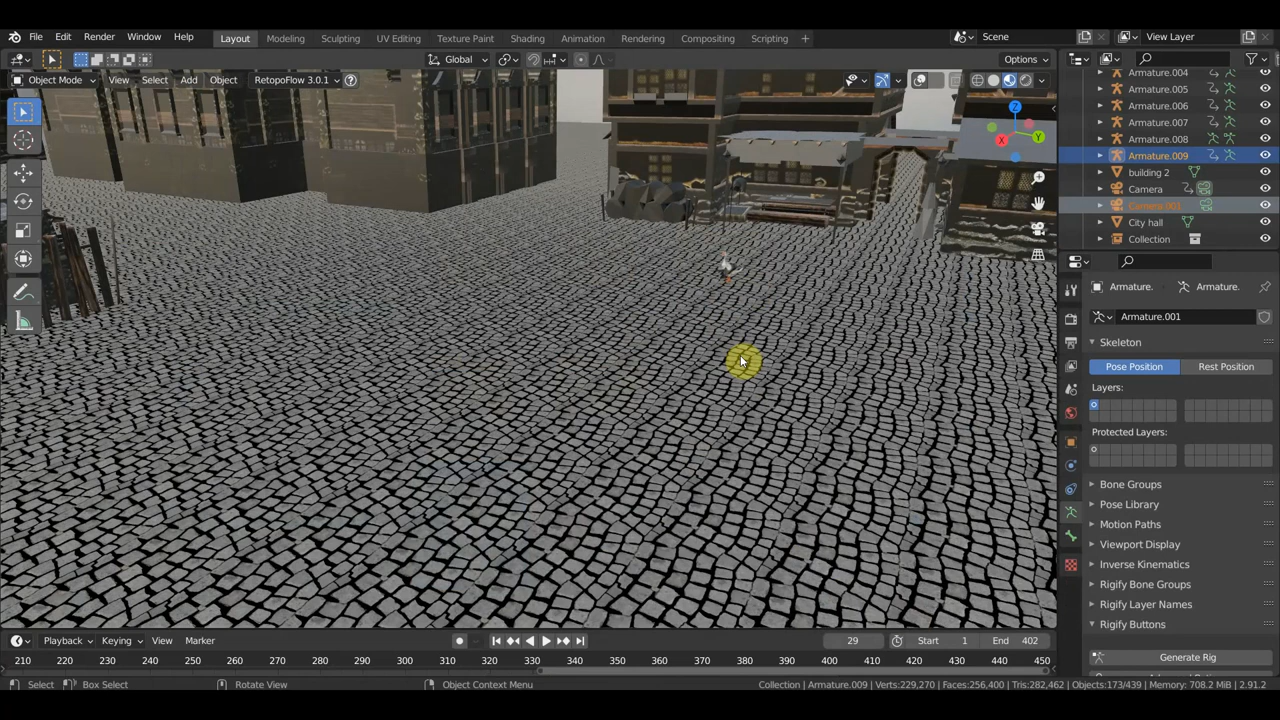 File Edit Render Window Help Layout Modeling Sculpting UV Editing Texture Paint Shading Animation Rendering Compositing Scripting + Scene View Layer
Global Options
Object Mode View Select Add Object RetopoFlow 3.0.1 ?
Z
Y
X
Armature.004
Armature.005
Armature.006
Armature.007
Armature.008
Armature.009
building 2
Camera
Camera.001
City hall
Collection
Armature. Armature.
Armature.001
Skeleton
Pose Position Rest Position
Layers:
Protected Layers:
Bone Groups
Pose Library
Motion Paths
Viewport Display
Inverse Kinematics
Rigify Bone Groups
Rigify Layer Names
Rigify Buttons
Generate Rig
Playback Keying View Marker 29 Start 1 End 402
210 220 230 240 250 260 270 280 290 300 310 320 330 340 350 360 370 380 390 400 410 420 430 440 450
Select Box Select Rotate View Object Context Menu Collection | Armature.009 | Verts:229,270 | Faces:256,400 | Tris:282,462 | Objects:173/439 | Memory: 708.2 MiB | 2.91.2